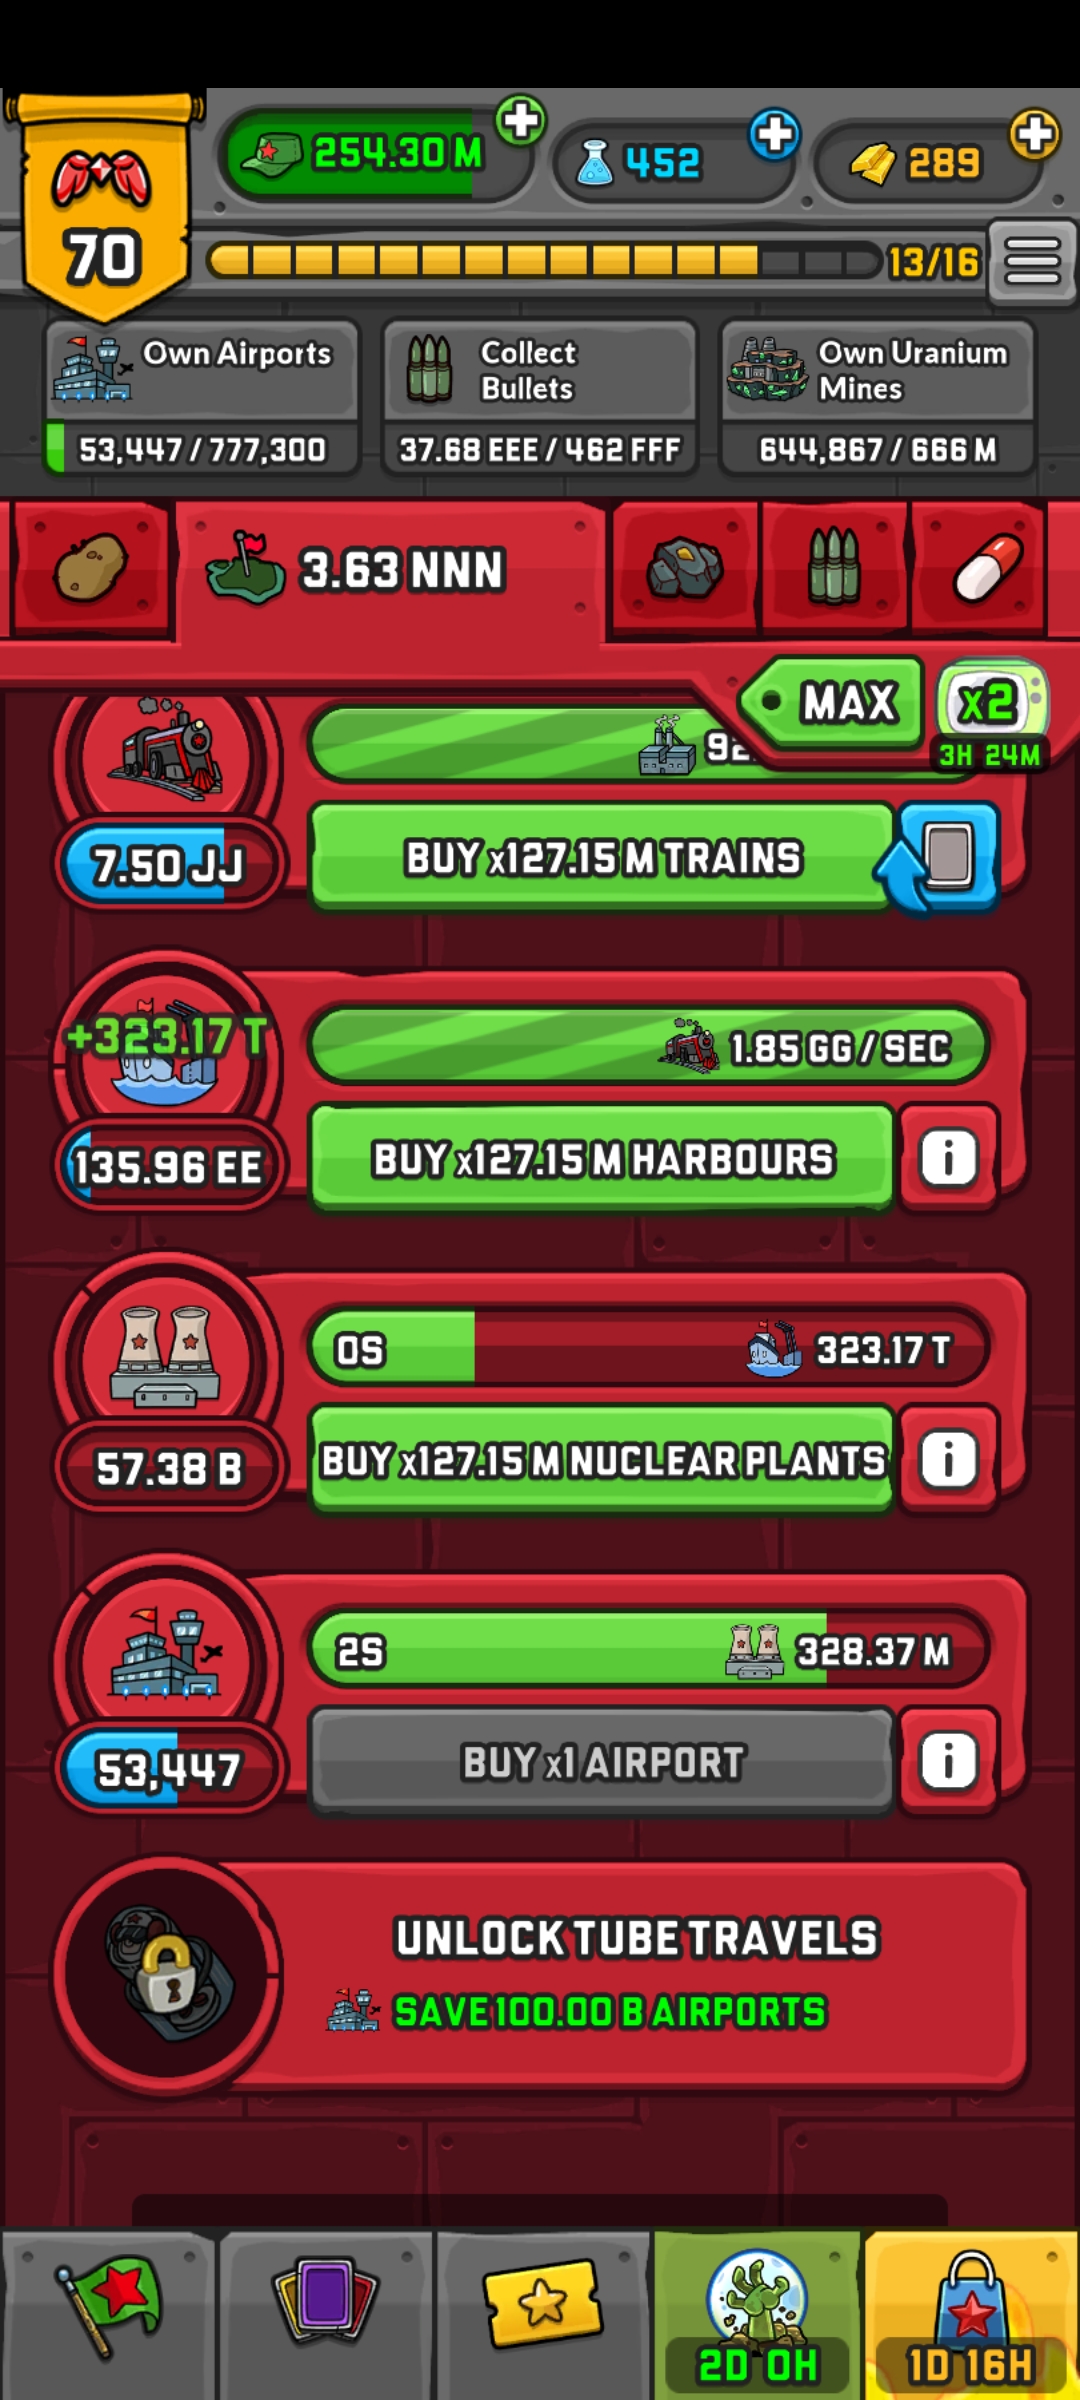 254.30 M
452
289
70
13/16
Own Airports
53,447 / 777,300
Collect
Bullets
37.68 EEE / 462 FFF
Own Uranium
Mines
644,867 / 666 M
3.63 NNN
MAX
x2
3H 24M
92.
7.50 JJ
BUY x127.15 M TRAINS
+323.17 T
1.85 GG / SEC
135.96 EE
BUY x127.15 M HARBOURS
0S
323.17 T
57.38 B
BUY x127.15 M NUCLEAR PLANTS
i
2S
328.37 M
53,447
BUY x1 AIRPORT
i
UNLOCK TUBE TRAVELS
SAVE 100.00 B AIRPORTS
2D 0H
1D 16H